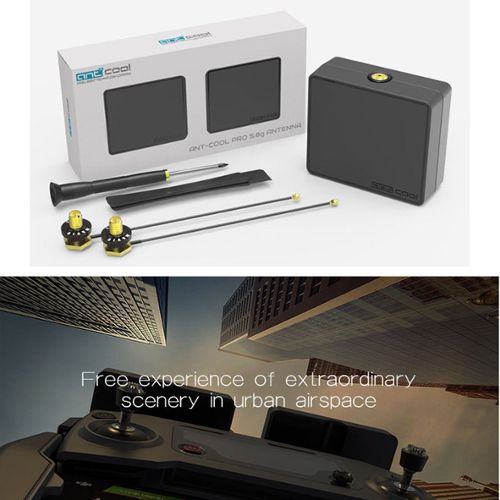 ant cool
ANT-COOL PRO 5.8g ANTENNA
ant cool
Free experience of extraordinary
scenery in urban airspace